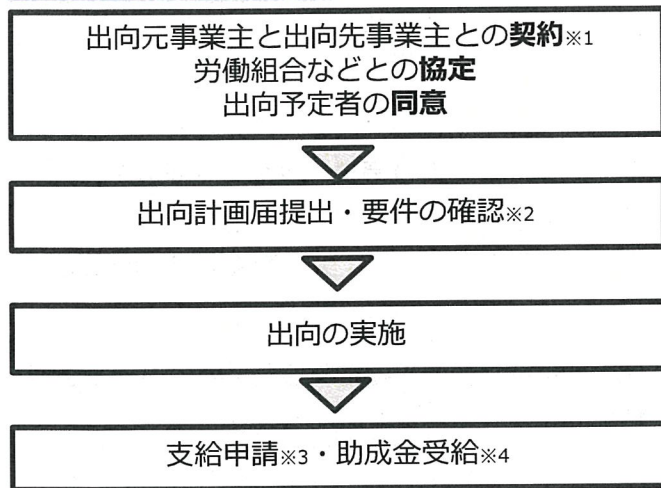 出向元事業主と出向先事業主との契約※1
労働組合などとの協定
出向予定者の同意
出向計画届提出・要件の確認※2
出向の実施
支給申請※3・助成金受給※4